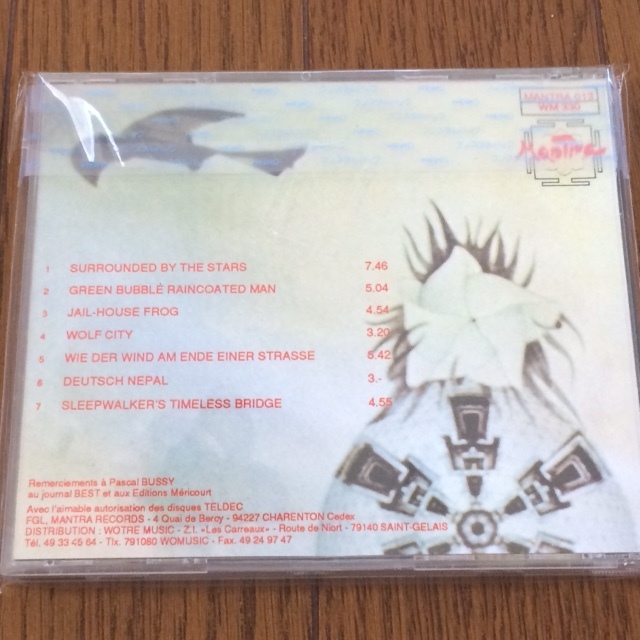 MANTRA 011
WM 330
Mantra
1 SURROUNDED BY THE STARS 7.46
2 GREEN BUBBLE RAINCOATED MAN 5.04
3 JAIL-HOUSE FROG 4.54
4 WOLF CITY 3.20
5 WIE DER WIND AM ENDE EINER STRASSE 5.42
6 DEUTSCH NEPAL 3.-
7 SLEEPWALKER'S TIMELESS BRIDGE 4.55
Remerciements à Pascal BUSSY
au journal BEST et aux Editions Méricourt
Avec l'aimable autorisation des disques TELDEC
FGL, MANTRA RECORDS - 4 Quai de Bercy - 94227 CHARENTON Cedex
DISTRIBUTION : WOTRE MUSIC - Z.I. «Les Carreaux» - Route de Niort - 79140 SAINT-GELAIS
Tél. 49 33 45 64 - Tlx. 791080 WOMUSIC - Fax. 49 24 97 47